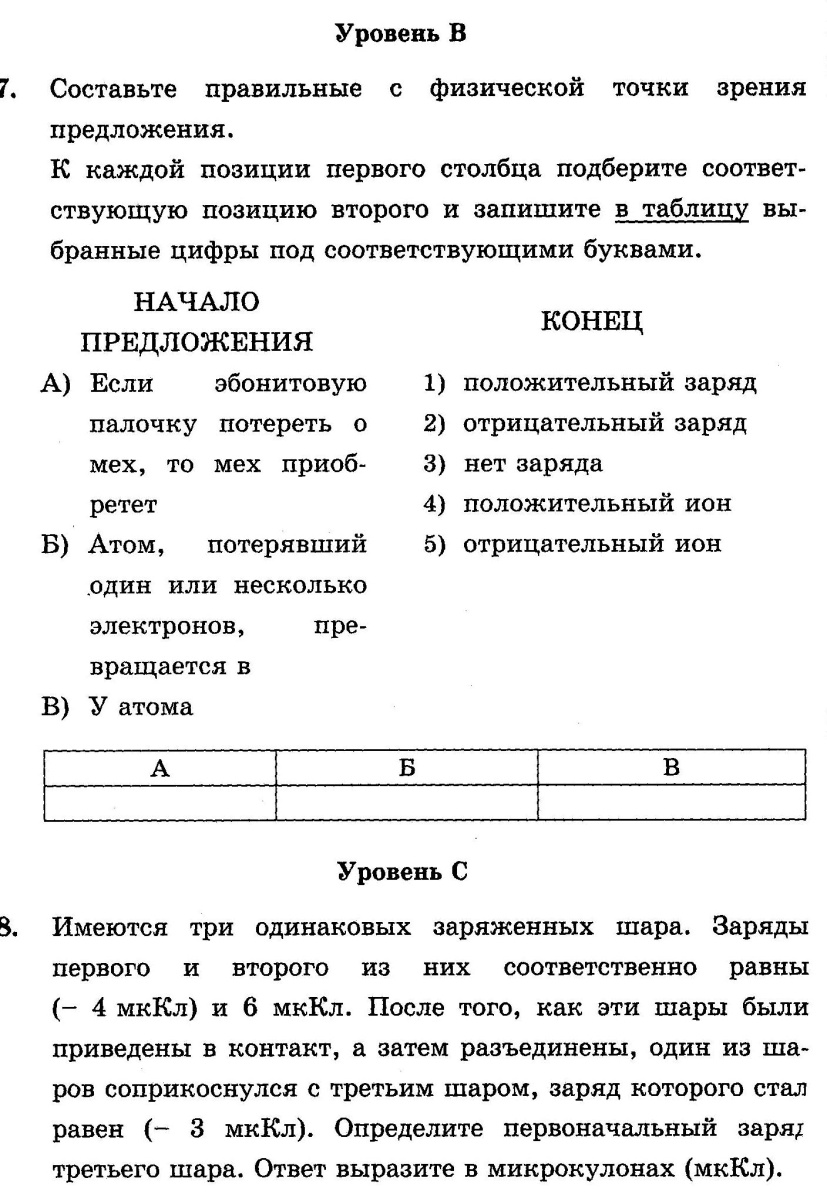 Уровень В
7. Составьте правильные с физической точки зрения
предложения.
К каждой позиции первого столбца подберите соответ-
ствующую позицию второго и запишите в таблицу вы-
бранные цифры под соответствующими буквами.
НАЧАЛО
ПРЕДЛОЖЕНИЯ
А) Если эбонитовую
палочку потереть о
мех, то мех приоб-
ретет
Б) Атом, потерявший
один или несколько
электронов, пре-
вращается в
В) У атома
КОНЕЦ
1) положительный заряд
2) отрицательный заряд
3) нет заряда
4) положительный ион
5) отрицательный ион
А Б В
Уровень С
8. Имеются три одинаковых заряженных шара. Заряды
первого и второго из них соответственно равны
(– 4 мкКл) и 6 мкКл. После того, как эти шары были
приведены в контакт, а затем разъединены, один из ша-
ров соприкоснулся с третьим шаром, заряд которого стал
равен (– 3 мкКл). Определите первоначальный заряд
третьего шара. Ответ выразите в микрокулонах (мкКл).